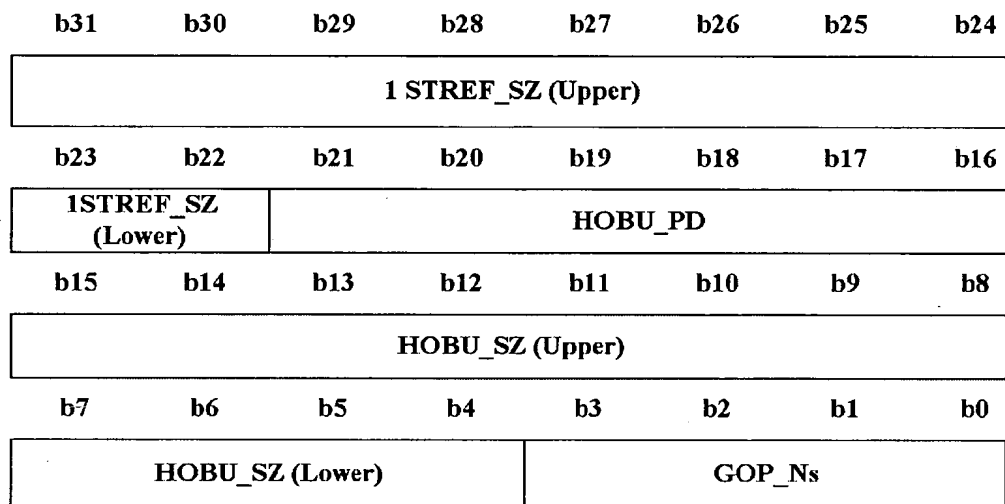 b31 b30 b29 b28 b27 b26 b25 b24
1 STREF_SZ (Upper)
b23 b22 b21 b20 b19 b18 b17 b16
1STREF_SZ
(Lower)
HOBU_PD
b15 b14 b13 b12 b11 b10 b9 b8
HOBU_SZ (Upper)
b7 b6 b5 b4 b3 b2 b1 b0
HOBU_SZ (Lower) GOP_Ns